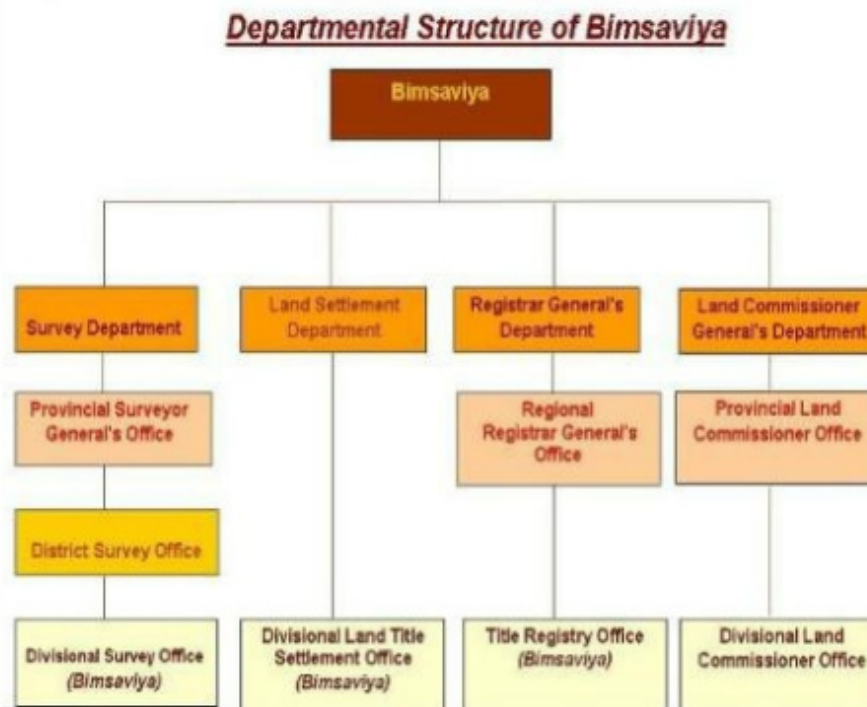 Departmental Structure of Bimsaviya
Bimsaviya
Survey Department
Land Settlement
Department
Registrar General's
Department
Land Commissioner
General's Department
Provincial Surveyor
General's Office
Regional
Registrar General's
Office
Provincial Land
Commissioner Office
District Survey Office
Divisional Survey Office
(Bimsaviya)
Divisional Land Title
Settlement Office
(Bimsaviya)
Title Registry Office
(Bimsaviya)
Divisional Land
Commissioner Office